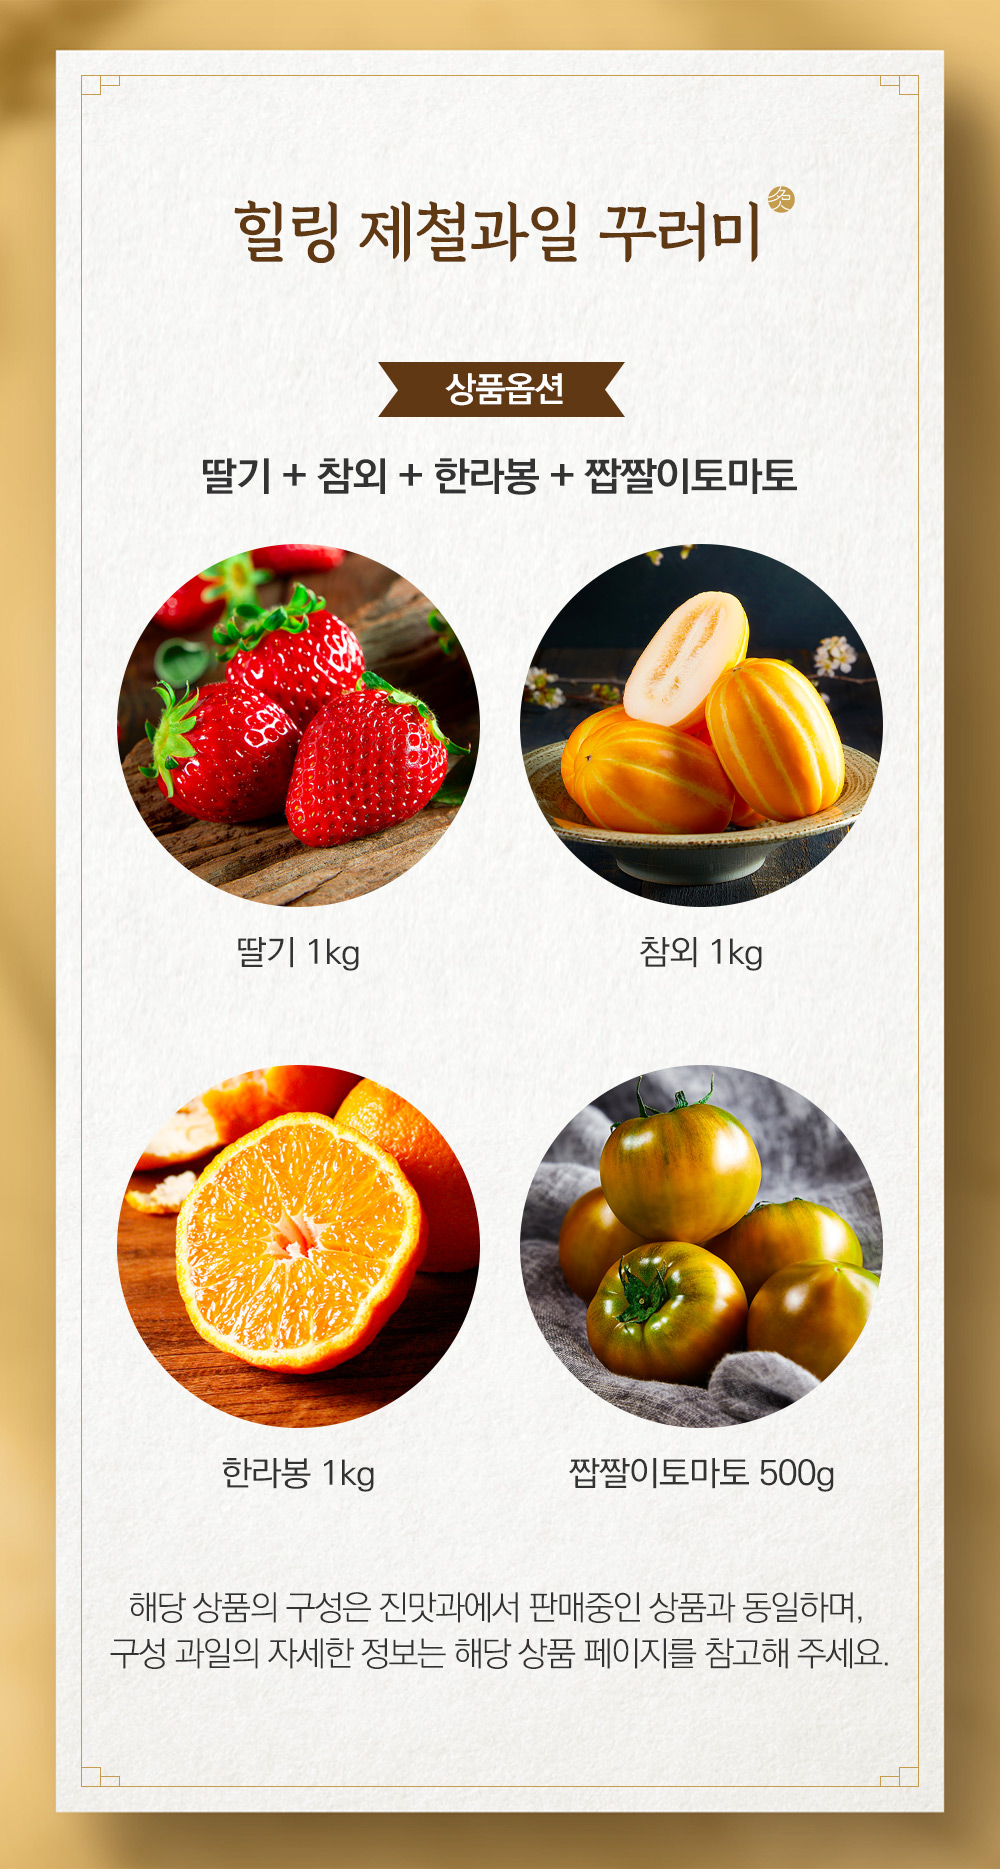 힐링 제철과일 꾸러미
상품옵션
딸기 + 참외 + 한라봉 + 짭짤이토마토
딸기 1kg
참외 1kg
한라봉 1kg
짭짤이토마토 500g
해당 상품의 구성은 진맛과에서 판매중인 상품과 동일하며,
구성 과일의 자세한 정보는 해당 상품 페이지를 참고해 주세요.